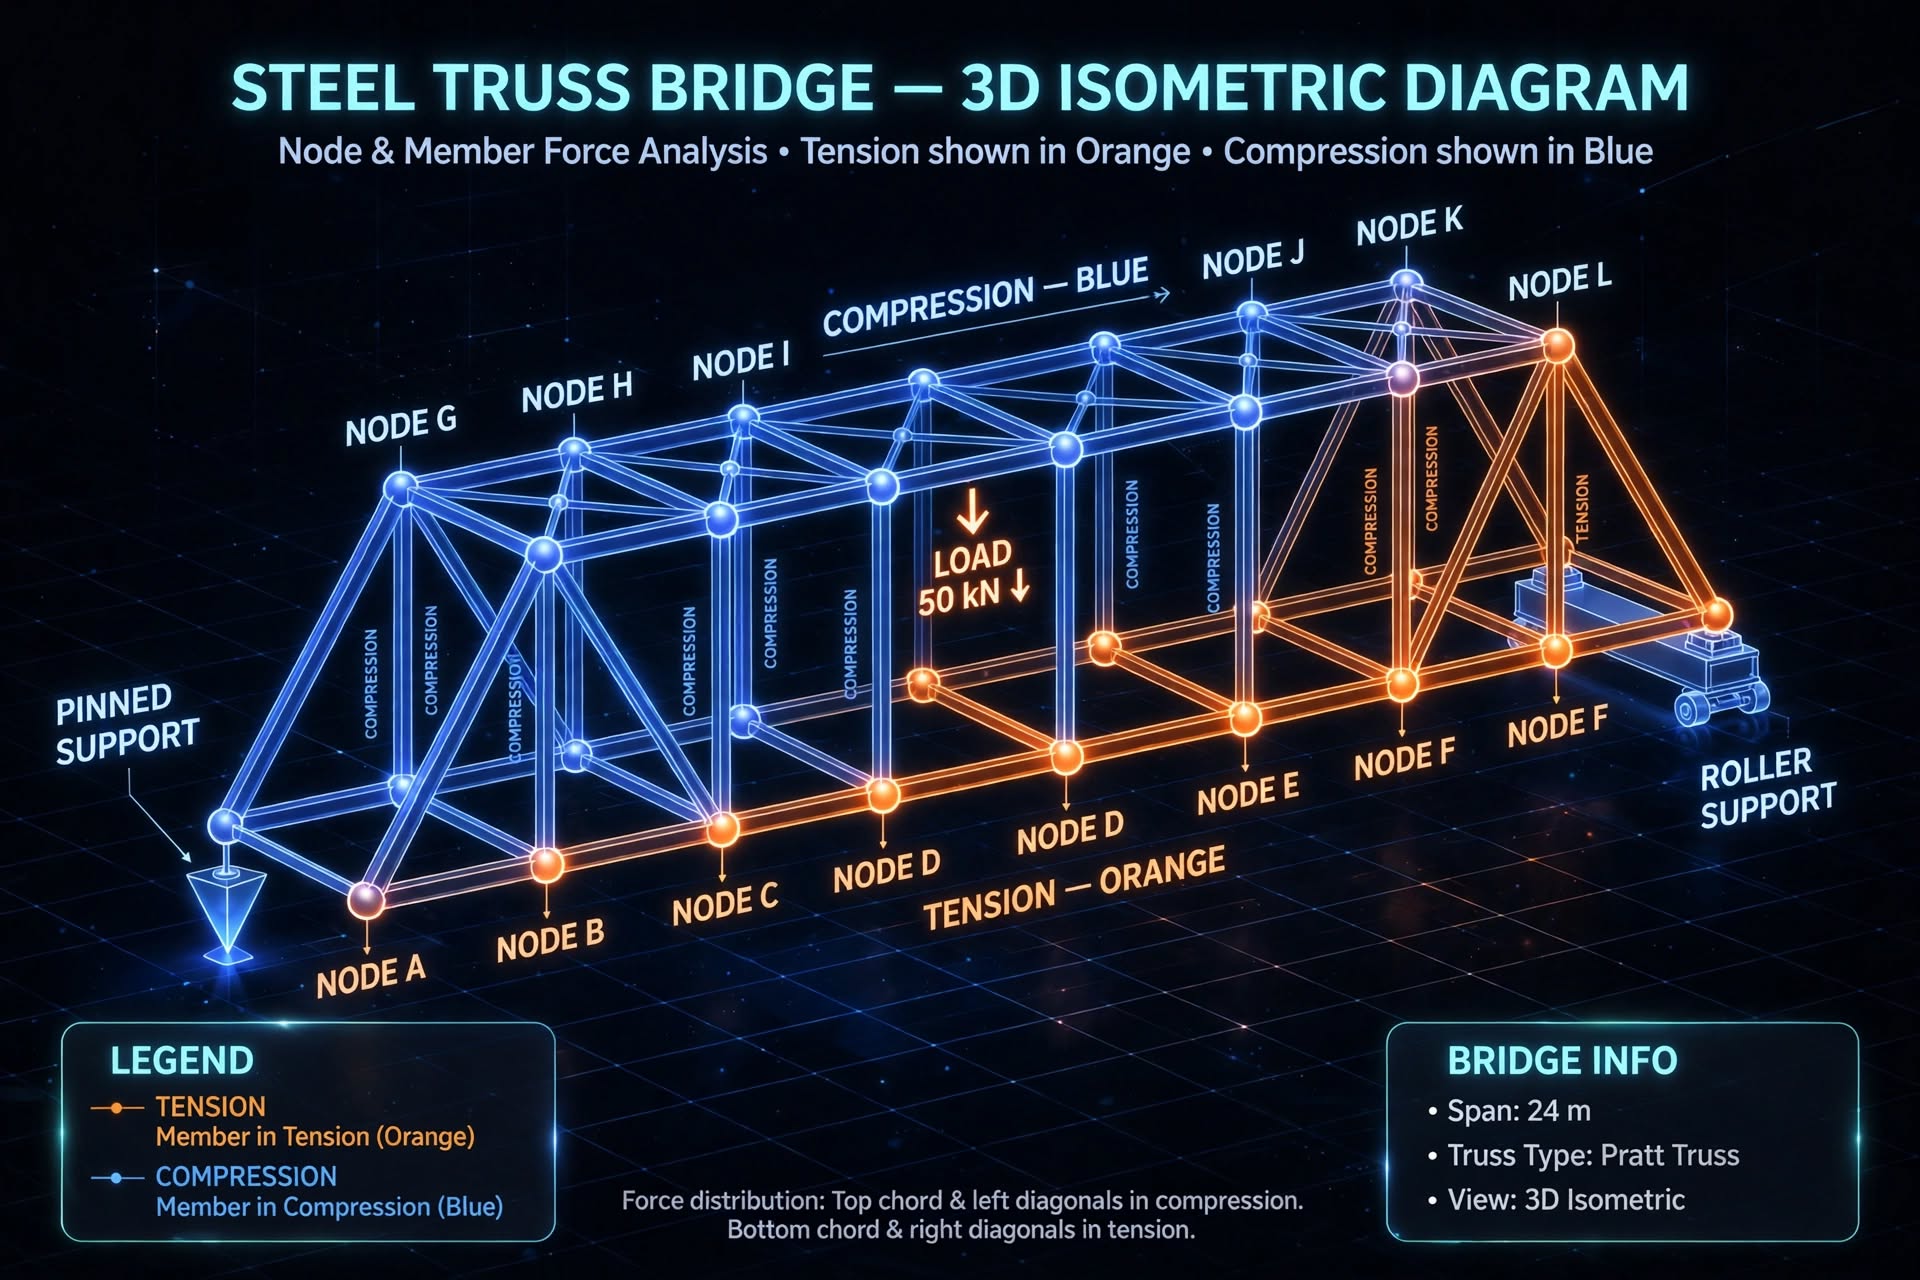 STEEL TRUSS BRIDGE — 3D ISOMETRIC DIAGRAM
Node & Member Force Analysis • Tension shown in Orange • Compression shown in Blue
NODE K
NODE J
NODE L
COMPRESSION — BLUE
NODE I
NODE H
NODE G
LOAD
50 kN ↓
COMPRESSION
COMPRESSION
COMPRESSION
COMPRESSION
COMPRESSION
COMPRESSION
COMPRESSION
COMPRESSION
COMPRESSION
COMPRESSION
COMPRESSION
TENSION
PINNED
SUPPORT
ROLLER
SUPPORT
NODE F
NODE F
NODE E
NODE D
NODE D
NODE C
NODE B
NODE A
TENSION — ORANGE
LEGEND
TENSION
Member in Tension (Orange)
COMPRESSION
Member in Compression (Blue)
Force distribution: Top chord & left diagonals in compression.
Bottom chord & right diagonals in tension.
BRIDGE INFO
• Span: 24 m
• Truss Type: Pratt Truss
• View: 3D Isometric